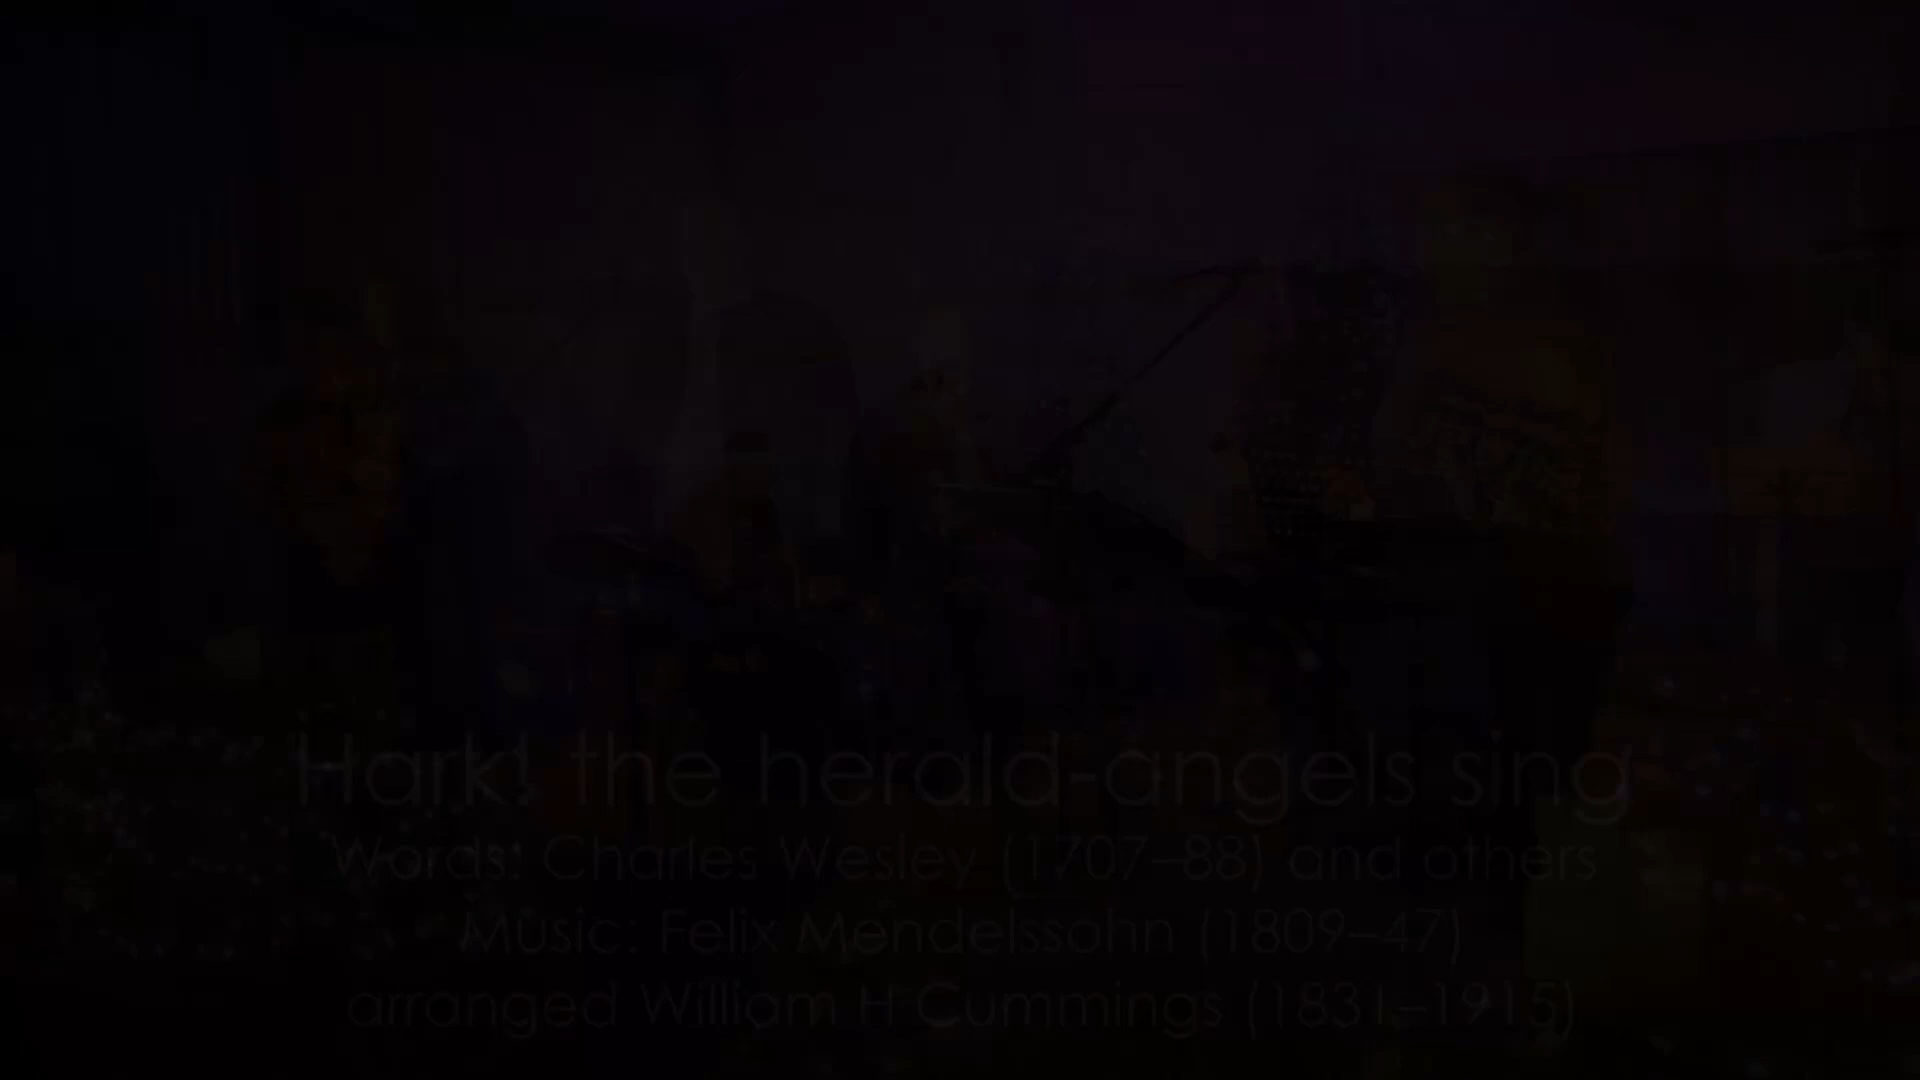 Hark! the herald-angels sing
Words: Charles Wesley (1707–88) and others
Music: Felix Mendelssohn (1809–47)
arranged William H Cummings (1831–1915)